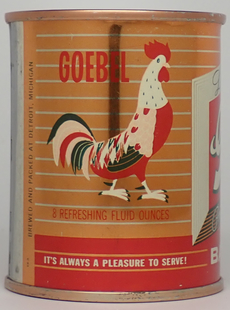 GOEBEL
8 REFRESHING FLUID OUNCES
IT'S ALWAYS A PLEASURE TO SERVE!
B
BREWED AND PACKED AT DETROIT, MICHIGAN